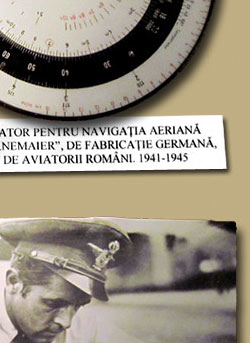 ATOR PENTRU NAVIGAȚIA AERIANĂ
NEMAIER”, DE FABRICAȚIE GERMANĂ,
DE AVIATORII ROMÂNI. 1941-1945